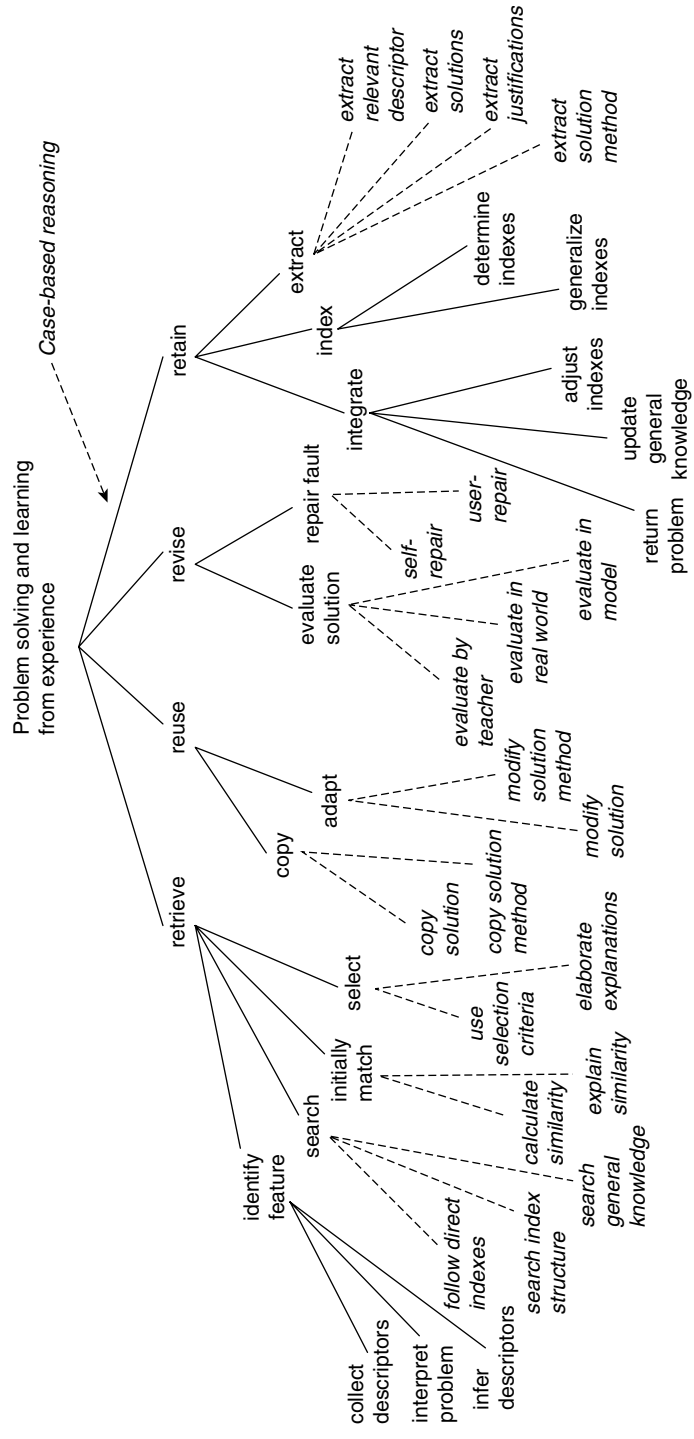 Problem solving and learning
from experience
Case-based reasoning
retrieve
reuse
revise
retain
identify
feature
search
initially
match
select
copy
adapt
evaluate
solution
repair fault
integrate
index
extract
collect
descriptors
interpret
problem
infer
descriptors
follow direct
indexes
search index
structure
search
general
knowledge
calculate
similarity
explain
similarity
use
selection
criteria
elaborate
explanations
copy
solution
copy solution
method
modify
solution
modify
solution
method
evaluate by
teacher
evaluate in
real world
evaluate in
model
self-
repair
user-
repair
return
problem
update
general
knowledge
adjust
indexes
generalize
indexes
determine
indexes
extract
relevant
descriptor
extract
solutions
extract
justifications
extract
solution
method